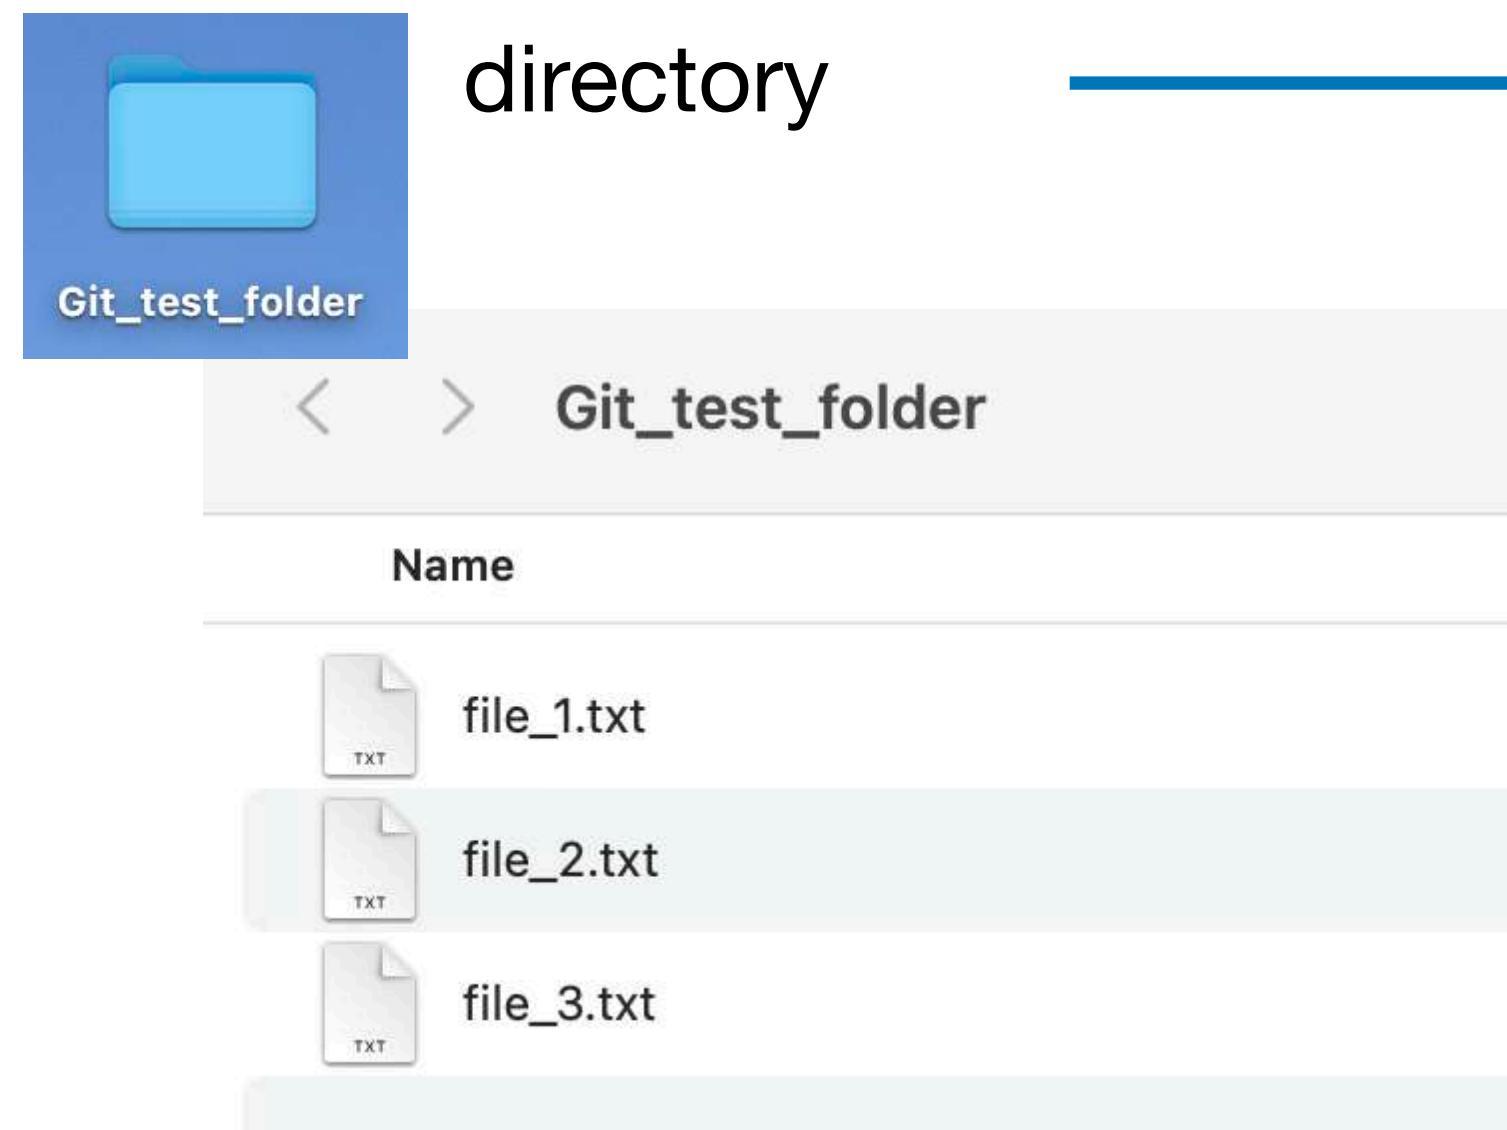 directory
Git_test_folder
Git_test_folder
Name
TXT
file_1.txt
TXT
file_2.txt
TXT
file_3.txt